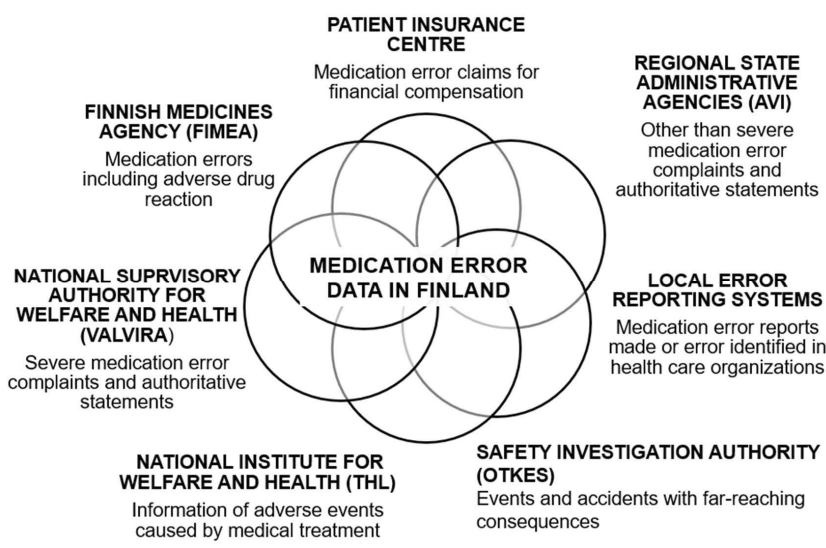 PATIENT INSURANCE
CENTRE
Medication error claims for
financial compensation
REGIONAL STATE
ADMINISTRATIVE
AGENCIES (AVI)
Other than severe
medication error
complaints and
authoritative statements
FINNISH MEDICINES
AGENCY (FIMEA)
Medication errors
including adverse drug
reaction
MEDICATION ERROR
DATA IN FINLAND
NATIONAL SUPRVISORY
AUTHORITY FOR
WELFARE AND HEALTH
(VALVIRA)
Severe medication error
complaints and authoritative
statements
LOCAL ERROR
REPORTING SYSTEMS
Medication error reports
made or error identified in
health care organizations
NATIONAL INSTITUTE FOR
WELFARE AND HEALTH (THL)
Information of adverse events
caused by medical treatment
SAFETY INVESTIGATION AUTHORITY
(OTKES)
Events and accidents with far-reaching
consequences